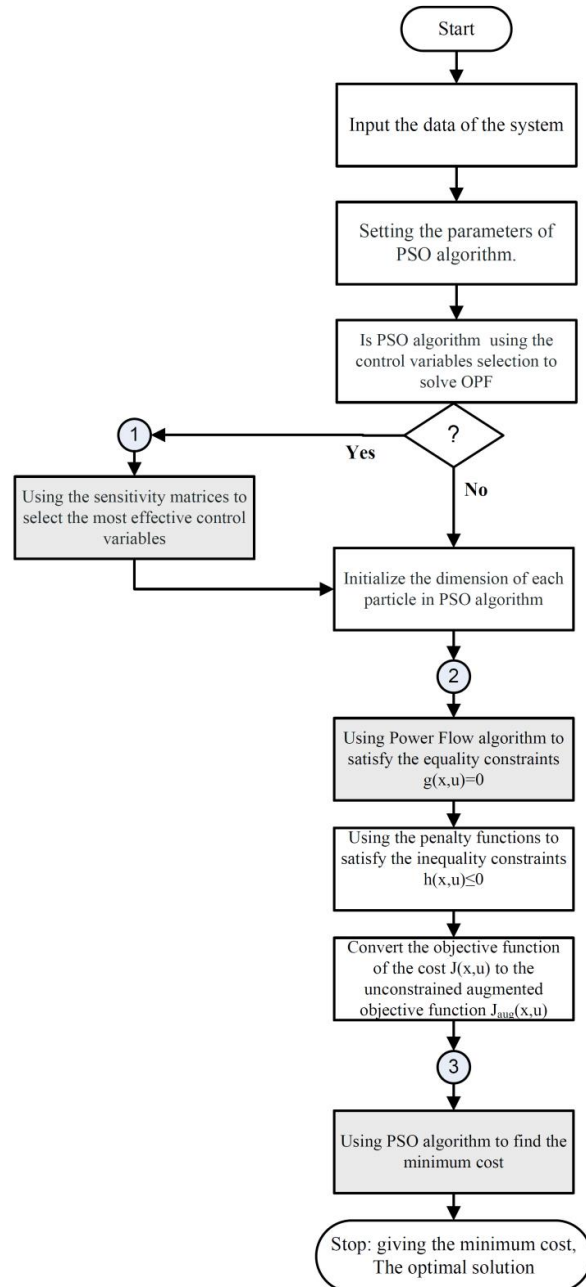 Start
Input the data of the system
Setting the parameters of
PSO algorithm.
Is PSO algorithm using the
control variables selection to
solve OPF
?
Yes
No
1
Using the sensitivity matrices to
select the most effective control
variables
Initialize the dimension of each
particle in PSO algorithm
2
Using Power Flow algorithm to
satisfy the equality constraints
g(x,u)=0
Using the penalty functions to
satisfy the inequality constraints
h(x,u)≤0
Convert the objective function
of the cost J(x,u) to the
unconstrained augmented
objective function Jaug(x,u)
3
Using PSO algorithm to find the
minimum cost
Stop: giving the minimum cost,
The optimal solution